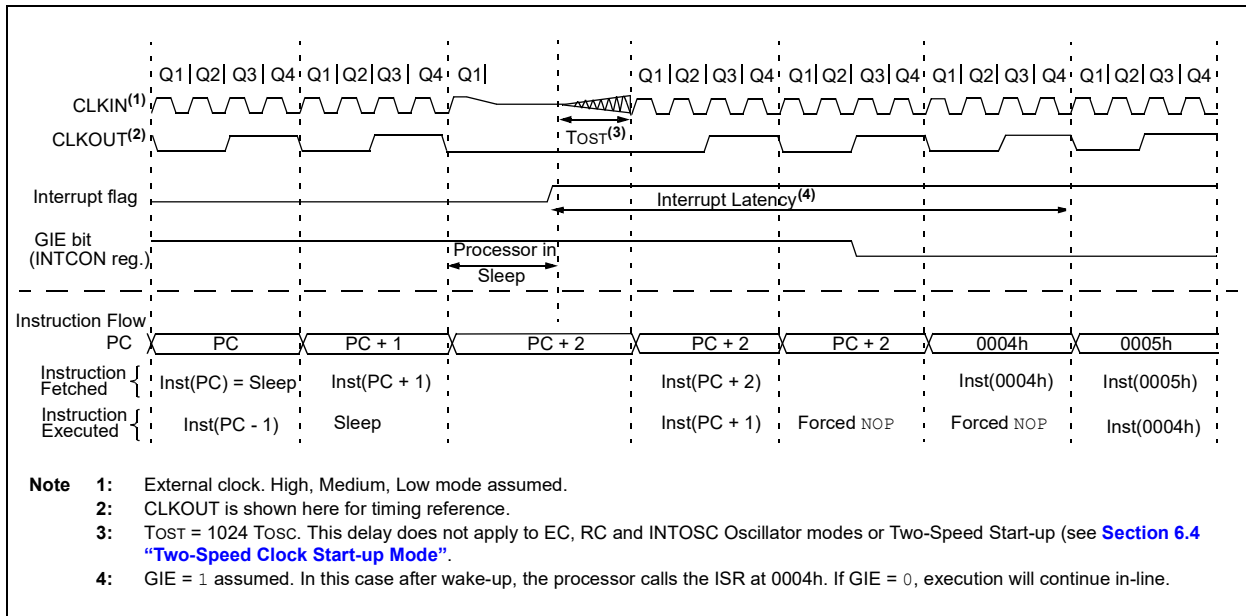 Q1 Q2 Q3 Q4 Q1 Q2 Q3 Q4 Q1 Q1 Q2 Q3 Q4 Q1 Q2 Q3 Q4 Q1 Q2 Q3 Q4 Q1 Q2 Q3 Q4
CLKIN(1)
CLKOUT(2)
TOST(3)
Interrupt flag
Interrupt Latency(4)
GIE bit
(INTCON reg.)
Processor in
Sleep
Instruction Flow
PC PC PC + 1 PC + 2 PC + 2 PC + 2 0004h 0005h
Instruction
Fetched
Inst(PC) = Sleep Inst(PC + 1) Inst(PC + 2) Inst(0004h) Inst(0005h)
Instruction
Executed
Inst(PC - 1) Sleep Inst(PC + 1) Forced NOP Forced NOP Inst(0004h)
Note 1: External clock. High, Medium, Low mode assumed.
2: CLKOUT is shown here for timing reference.
3: TOST = 1024 TOSC. This delay does not apply to EC, RC and INTOSC Oscillator modes or Two-Speed Start-up (see Section 6.4
“Two-Speed Clock Start-up Mode”.
4: GIE = 1 assumed. In this case after wake-up, the processor calls the ISR at 0004h. If GIE = 0, execution will continue in-line.